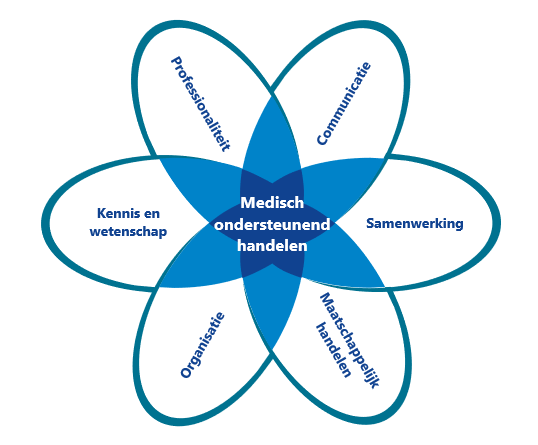 Professionaliteit
Communicatie
Kennis en
wetenschap
Medisch
ondersteunend
handelen
Samenwerking
Organisatie
Maatschappelijk
handelen